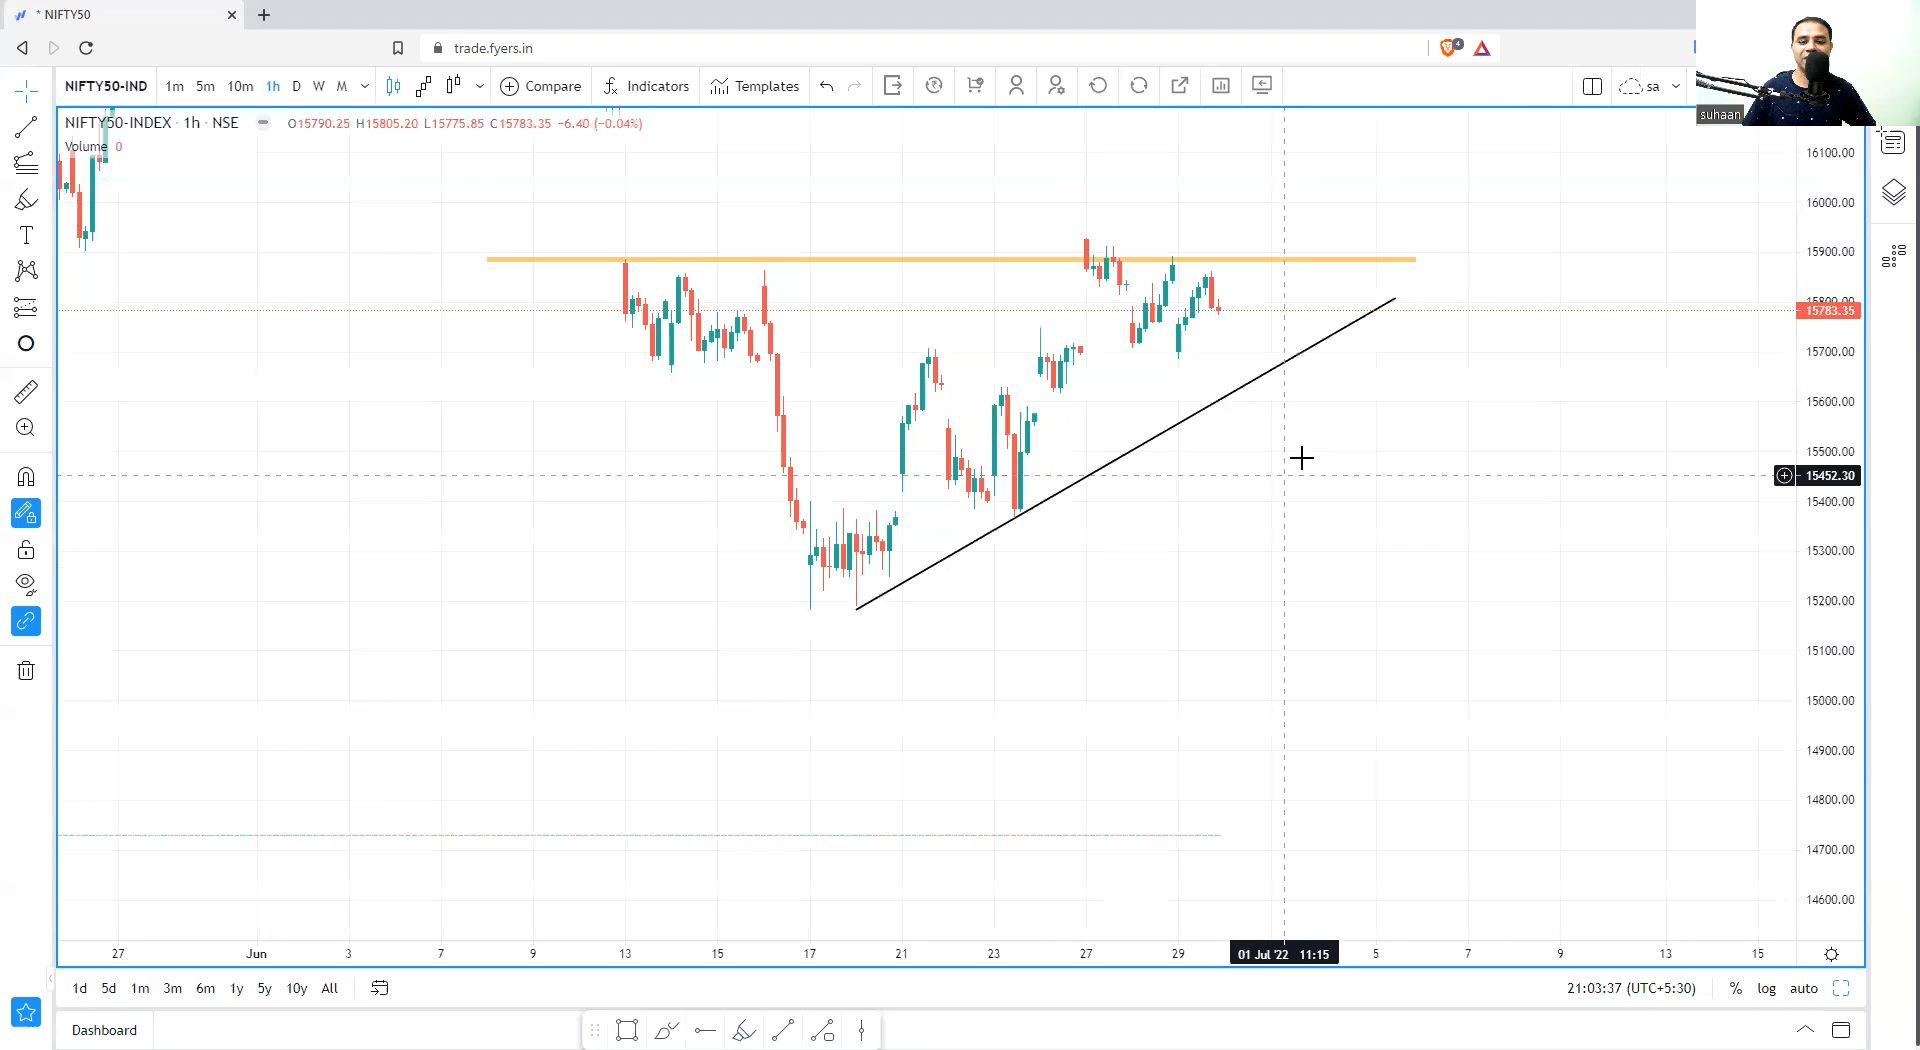 * NIFTY50
trade.fyers.in
4
NIFTY50-IND 1m 5m 10m 1h D W M Compare Indicators Templates sa
suhaan
NIFTY50-INDEX · 1h · NSE O15790.25 H15805.20 L15775.85 C15783.35 −6.40 (−0.04%)
Volume 0
16100.00
16000.00
15900.00
15800.00
15783.35
15700.00
15600.00
15500.00
15452.30
15400.00
15300.00
15200.00
15100.00
15000.00
14900.00
14800.00
14700.00
14600.00
27 Jun 3 7 9 13 15 17 21 23 27 29 01 Jul '22 11:15 5 7 9 13 15
1d 5d 1m 3m 6m 1y 5y 10y All 21:03:37 (UTC+5:30) % log auto
Dashboard